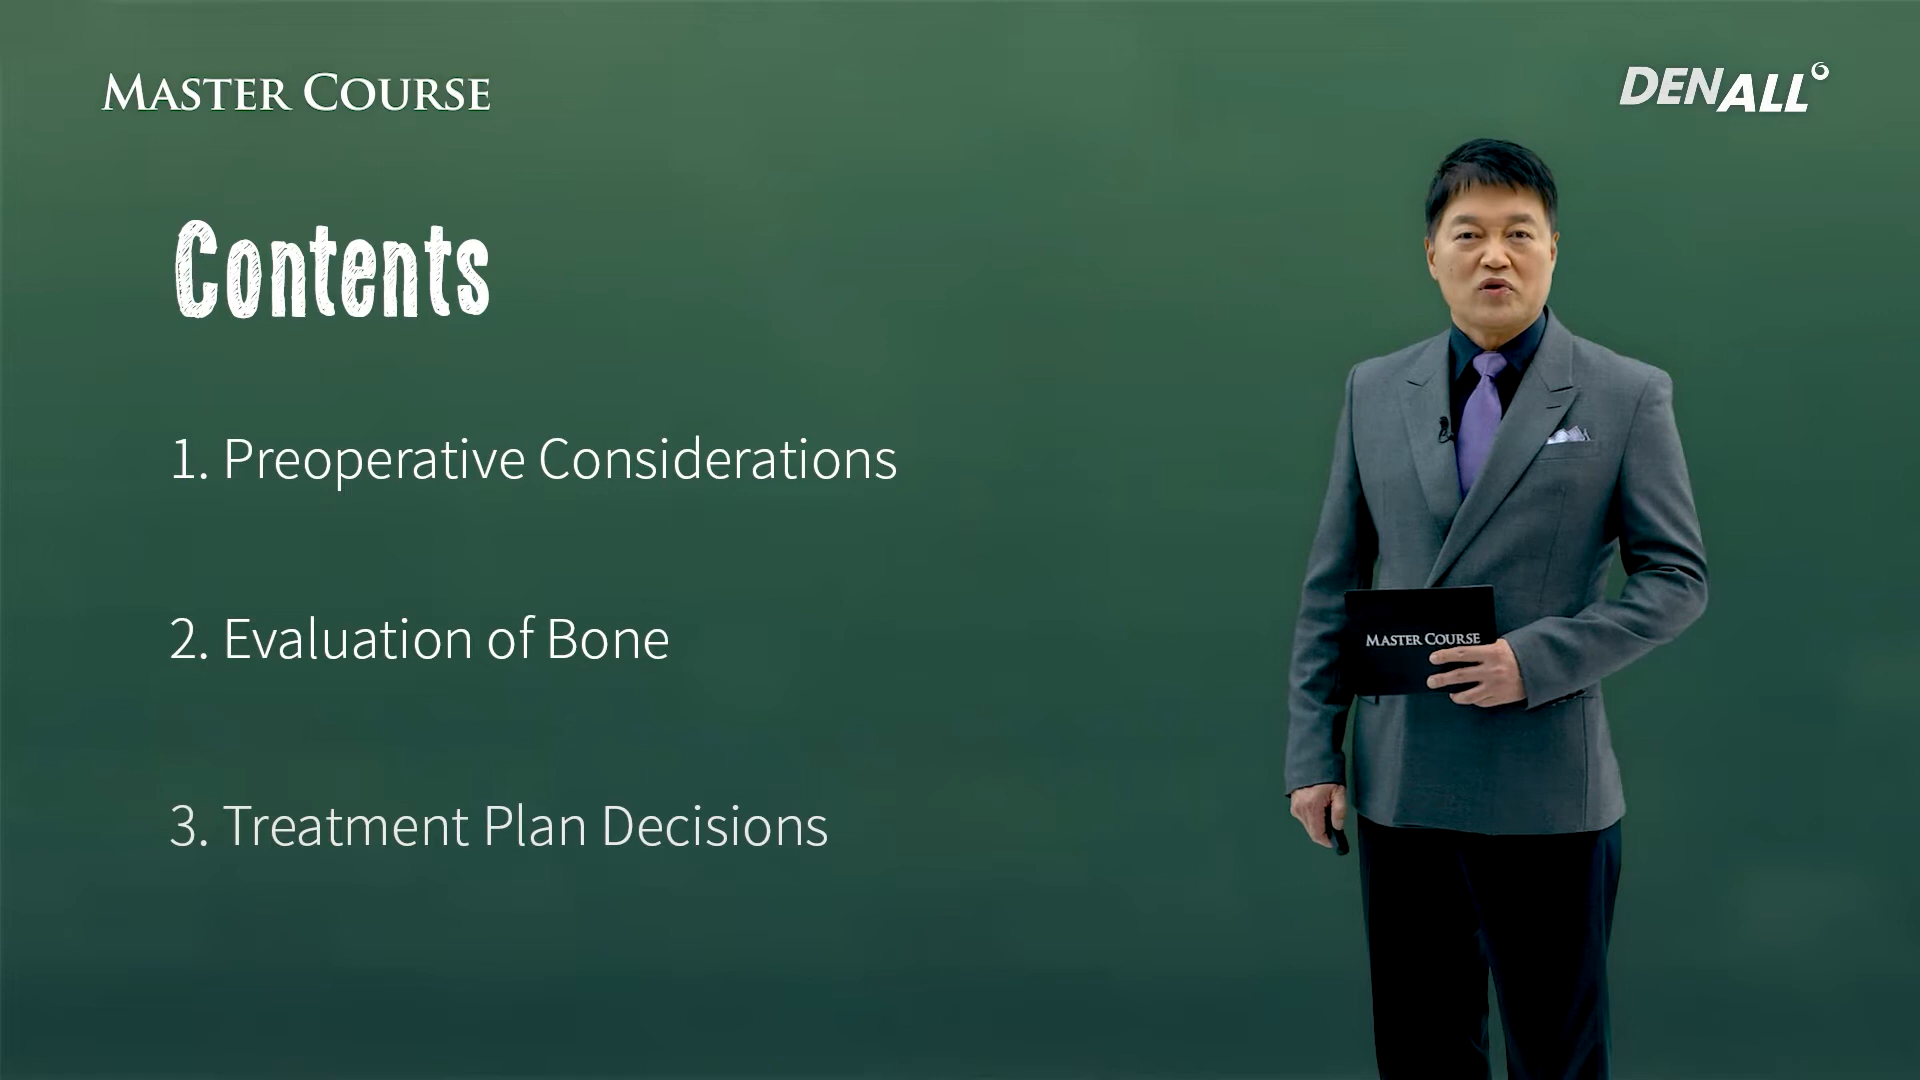 MASTER COURSE
DENALL
Contents
1. Preoperative Considerations
2. Evaluation of Bone
3. Treatment Plan Decisions
MASTER COURSE